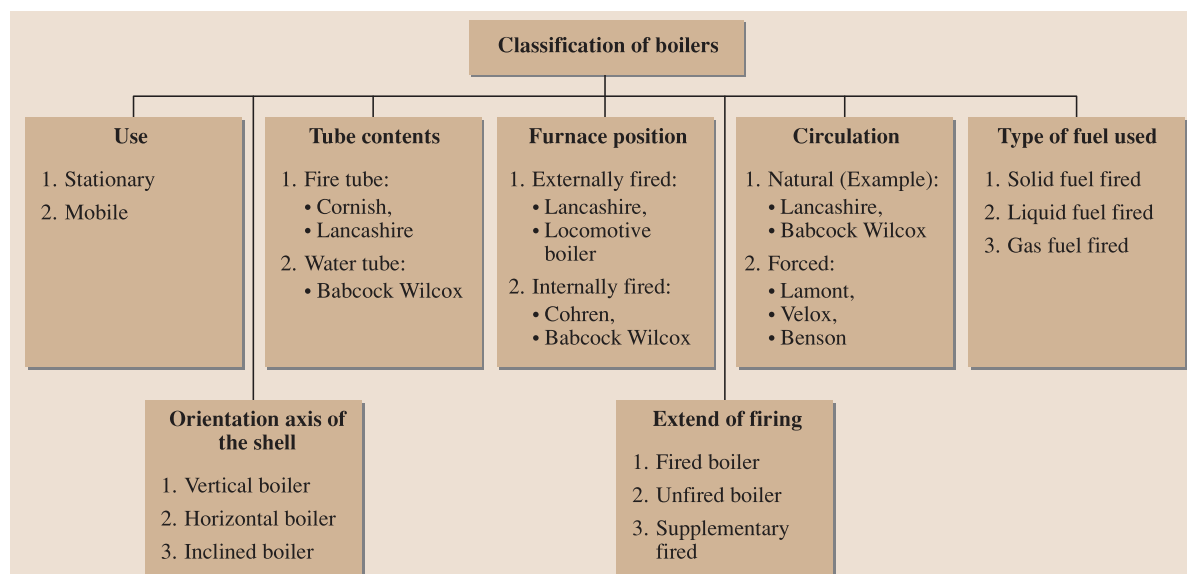 Classification of boilers
Use
1. Stationary
2. Mobile
Tube contents
1. Fire tube:
• Cornish,
• Lancashire
2. Water tube:
• Babcock Wilcox
Furnace position
1. Externally fired:
• Lancashire,
• Locomotive
boiler
2. Internally fired:
• Cohren,
• Babcock Wilcox
Circulation
1. Natural (Example):
• Lancashire,
• Babcock Wilcox
2. Forced:
• Lamont,
• Velox,
• Benson
Type of fuel used
1. Solid fuel fired
2. Liquid fuel fired
3. Gas fuel fired
Orientation axis of
the shell
1. Vertical boiler
2. Horizontal boiler
3. Inclined boiler
Extend of firing
1. Fired boiler
2. Unfired boiler
3. Supplementary
fired